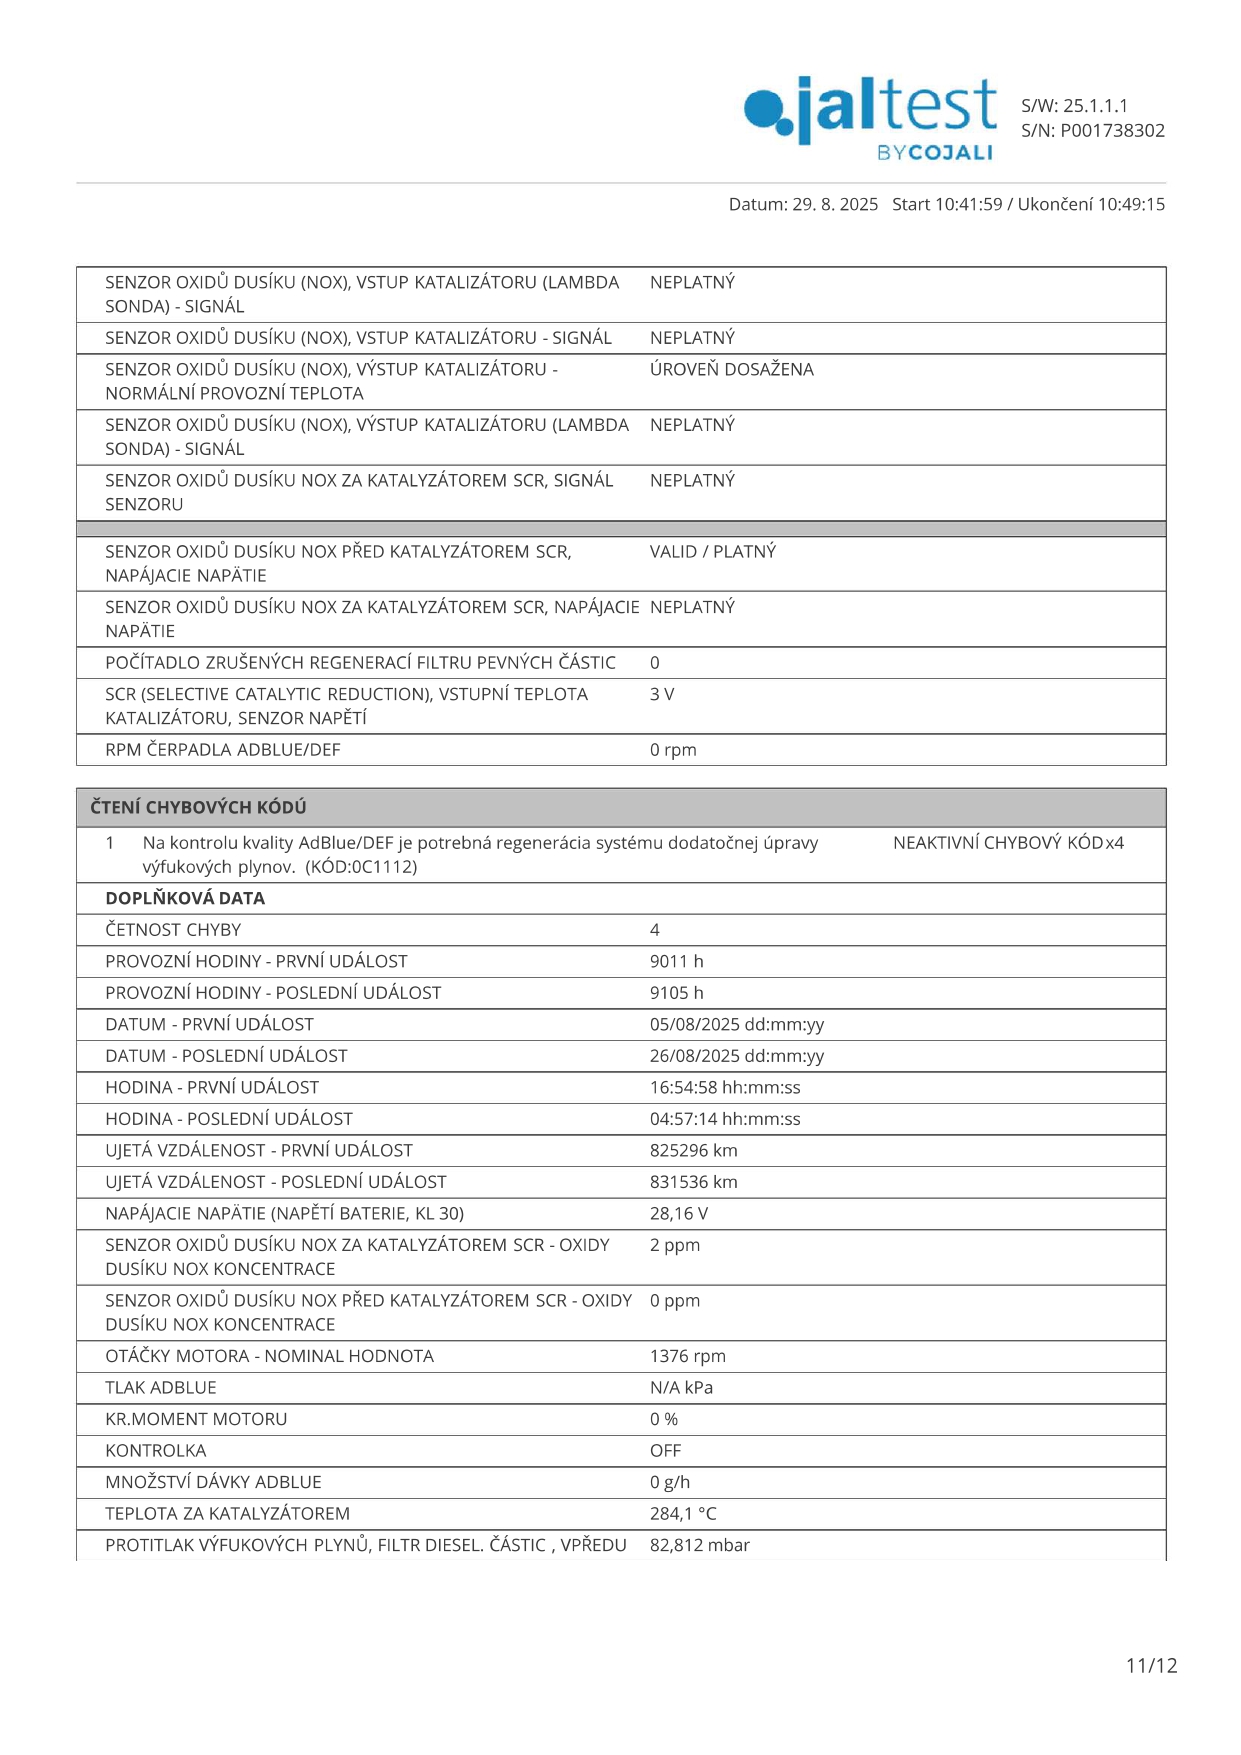 jaltest
BYCOJALI
S/W: 25.1.1.1
S/N: P001738302
Datum: 29. 8. 2025 Start 10:41:59 / Ukončení 10:49:15
SENZOR OXIDŮ DUSÍKU (NOX), VSTUP KATALIZÁTORU (LAMBDA NEPLATNÝ
SONDA) - SIGNÁL
SENZOR OXIDŮ DUSÍKU (NOX), VSTUP KATALIZÁTORU - SIGNÁL NEPLATNÝ
SENZOR OXIDŮ DUSÍKU (NOX), VÝSTUP KATALIZÁTORU - ÚROVEŇ DOSAŽENA
NORMÁLNÍ PROVOZNÍ TEPLOTA
SENZOR OXIDŮ DUSÍKU (NOX), VÝSTUP KATALIZÁTORU (LAMBDA NEPLATNÝ
SONDA) - SIGNÁL
SENZOR OXIDŮ DUSÍKU NOX ZA KATALYZÁTOREM SCR, SIGNÁL NEPLATNÝ
SENZORU
SENZOR OXIDŮ DUSÍKU NOX PŘED KATALYZÁTOREM SCR, VALID / PLATNÝ
NAPÁJACIE NAPÄTIE
SENZOR OXIDŮ DUSÍKU NOX ZA KATALYZÁTOREM SCR, NAPÁJACIE NEPLATNÝ
NAPÄTIE
POČÍTADLO ZRUŠENÝCH REGENERACÍ FILTRU PEVNÝCH ČÁSTIC 0
SCR (SELECTIVE CATALYTIC REDUCTION), VSTUPNÍ TEPLOTA 3 V
KATALIZÁTORU, SENZOR NAPĚTÍ
RPM ČERPADLA ADBLUE/DEF 0 rpm
ČTENÍ CHYBOVÝCH KÓDÚ
1 Na kontrolu kvality AdBlue/DEF je potrebná regenerácia systému dodatočnej úpravy NEAKTIVNÍ CHYBOVÝ KÓD x4
výfukových plynov. (KÓD:0C1112)
DOPLŇKOVÁ DATA
ČETNOST CHYBY 4
PROVOZNÍ HODINY - PRVNÍ UDÁLOST 9011 h
PROVOZNÍ HODINY - POSLEDNÍ UDÁLOST 9105 h
DATUM - PRVNÍ UDÁLOST 05/08/2025 dd:mm:yy
DATUM - POSLEDNÍ UDÁLOST 26/08/2025 dd:mm:yy
HODINA - PRVNÍ UDÁLOST 16:54:58 hh:mm:ss
HODINA - POSLEDNÍ UDÁLOST 04:57:14 hh:mm:ss
UJETÁ VZDÁLENOST - PRVNÍ UDÁLOST 825296 km
UJETÁ VZDÁLENOST - POSLEDNÍ UDÁLOST 831536 km
NAPÁJACIE NAPÄTIE (NAPĚTÍ BATERIE, KL 30) 28,16 V
SENZOR OXIDŮ DUSÍKU NOX ZA KATALYZÁTOREM SCR - OXIDY 2 ppm
DUSÍKU NOX KONCENTRACE
SENZOR OXIDŮ DUSÍKU NOX PŘED KATALYZÁTOREM SCR - OXIDY 0 ppm
DUSÍKU NOX KONCENTRACE
OTÁČKY MOTORA - NOMINAL HODNOTA 1376 rpm
TLAK ADBLUE N/A kPa
KR.MOMENT MOTORU 0 %
KONTROLKA OFF
MNOŽSTVÍ DÁVKY ADBLUE 0 g/h
TEPLOTA ZA KATALYZÁTOREM 284,1 °C
PROTITLAK VÝFUKOVÝCH PLYNŮ, FILTR DIESEL. ČÁSTIC , VPŘEDU 82,812 mbar
11/12